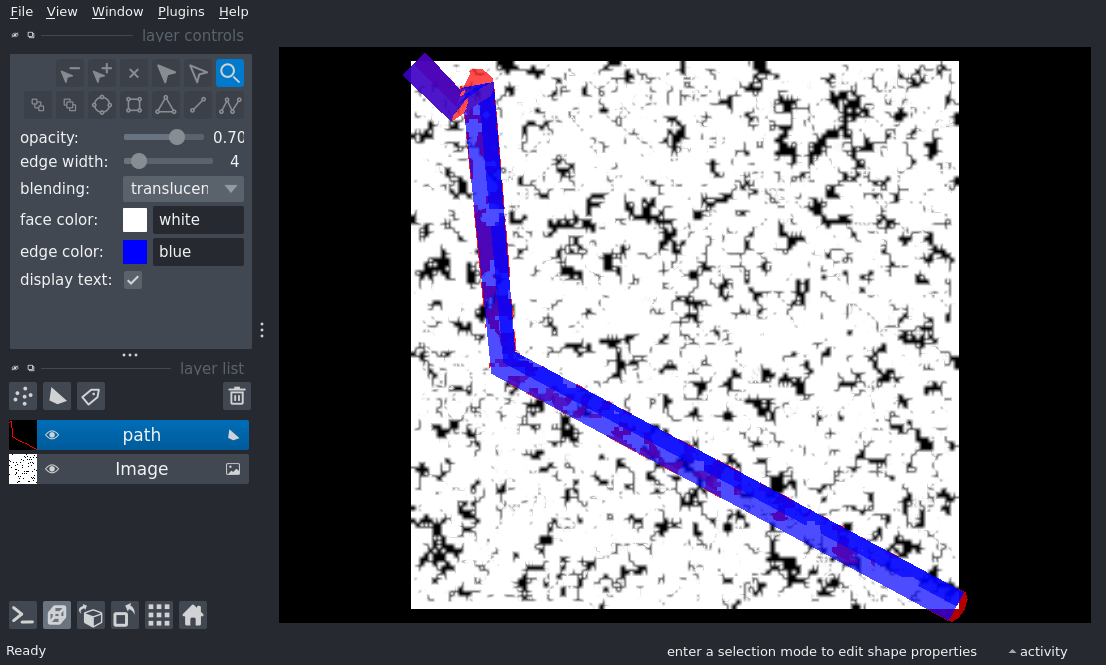 File View Window Plugins Help
layer controls
opacity: 0.70
edge width: 4
blending: translucen
face color: white
edge color: blue
display text:
layer list
path
Image
Ready
enter a selection mode to edit shape properties
activity